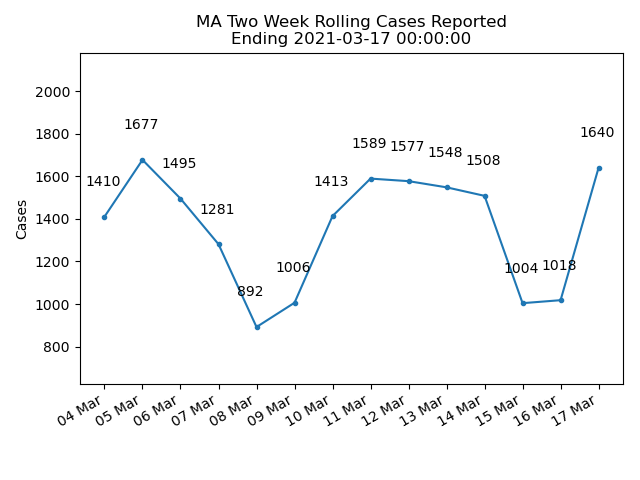 MA Two Week Rolling Cases Reported
Ending 2021-03-17 00:00:00
Cases
2000
1800
1600
1400
1200
1000
800
1410
1677
1495
1281
892
1006
1413
1589
1577
1548
1508
1004
1018
1640
04 Mar
05 Mar
06 Mar
07 Mar
08 Mar
09 Mar
10 Mar
11 Mar
12 Mar
13 Mar
14 Mar
15 Mar
16 Mar
17 Mar